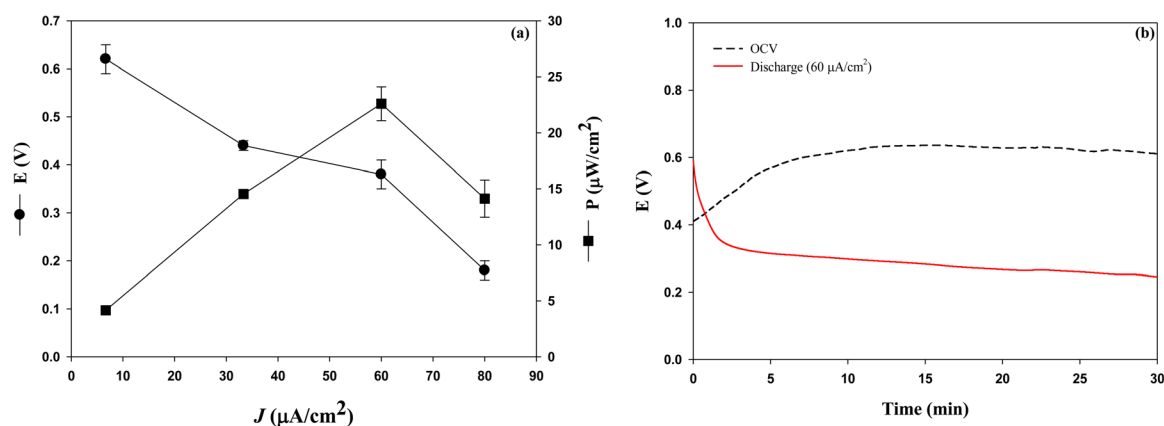 (a)
0.7
0.6
0.5
0.4
0.3
0.2
0.1
0.0
E (V)
30
25
20
15
10
5
0
P (μW/cm²)
0 10 20 30 40 50 60 70 80 90
J (μA/cm²)
(b)
OCV
Discharge (60 μA/cm²)
1.0
0.8
0.6
0.4
0.2
0.0
E (V)
0 5 10 15 20 25 30
Time (min)